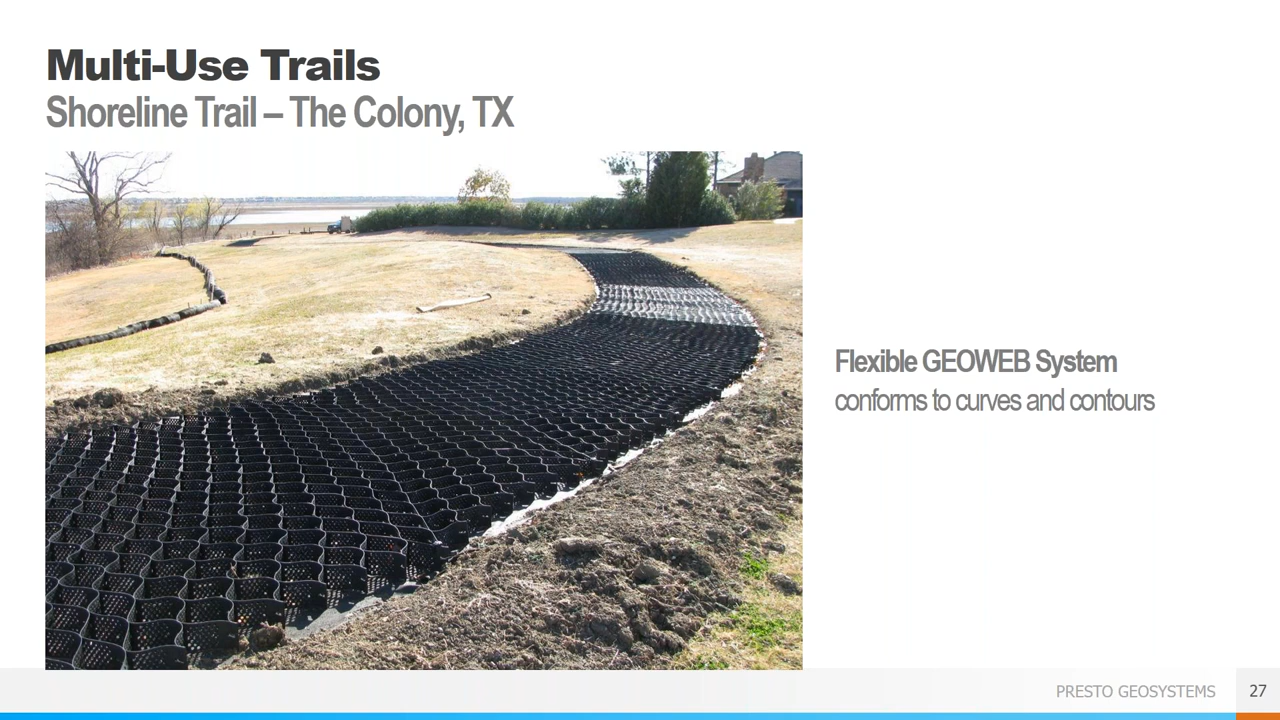 Multi-Use Trails
Shoreline Trail – The Colony, TX
Flexible GEOWEB System
conforms to curves and contours
PRESTO GEOSYSTEMS
27